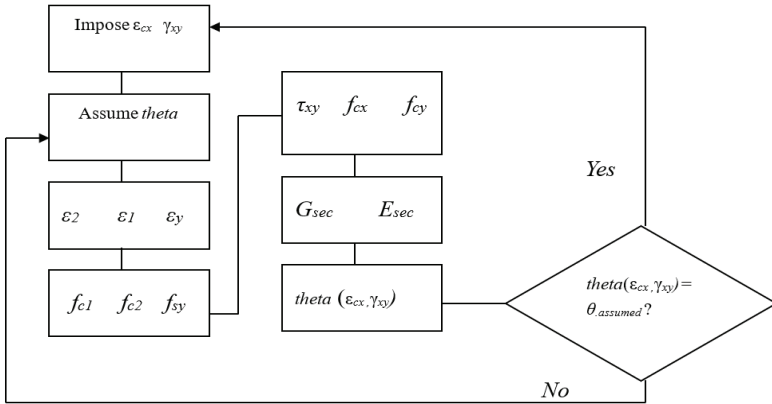 Impose εcx γxy
Assume theta
ε2 ε1 εy
fc1 fc2 fsy
τxy fcx fcy
Gsec Esec
theta (εcx,γxy)
theta(εcx,γxy)=
θ.assumed?
Yes
No